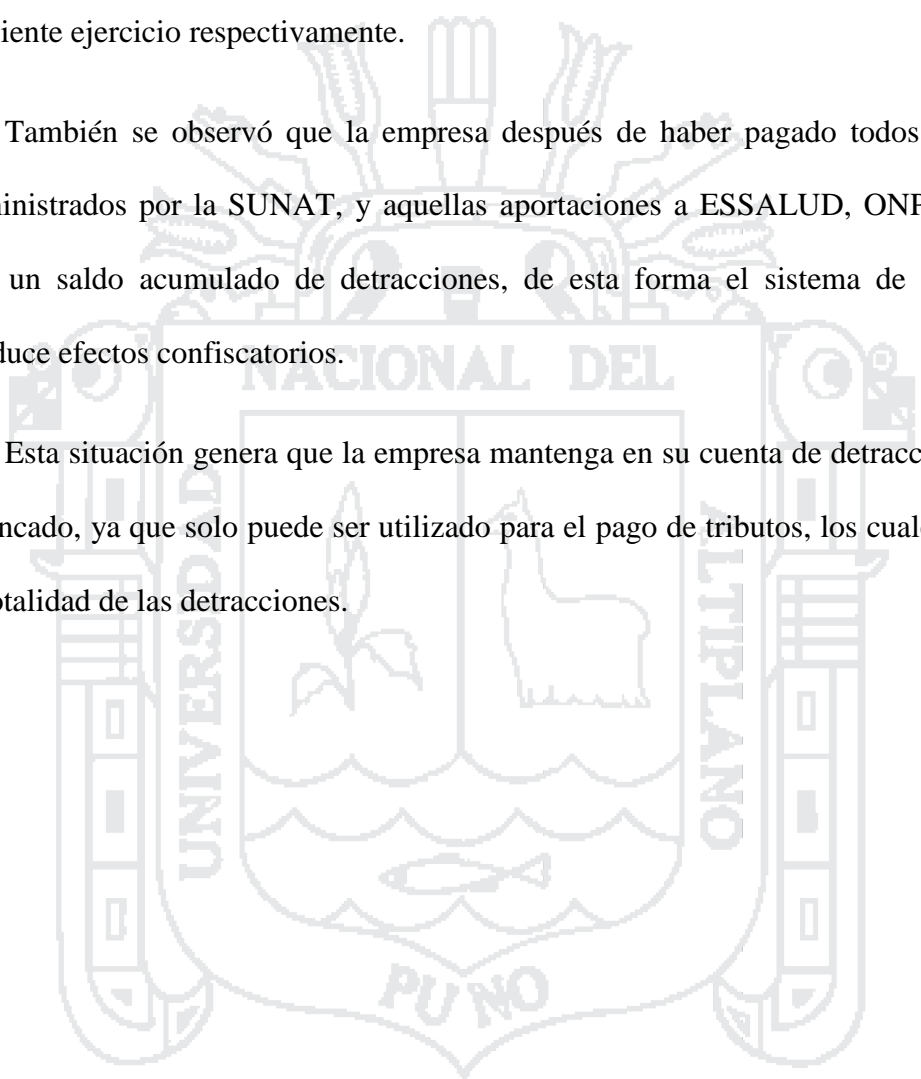 iente ejercicio respectivamente.
También se observó que la empresa después de haber pagado todos
inistrados por la SUNAT, y aquellas aportaciones a ESSALUD, ONP
un saldo acumulado de detracciones, de esta forma el sistema de
duce efectos confiscatorios.
NACIONAL DEL
Esta situación genera que la empresa mantenga en su cuenta de detracc
ncado, ya que solo puede ser utilizado para el pago de tributos, los cual
otalidad de las detracciones.
UNIVERSIDAD
ALTIPLANO
PUNO